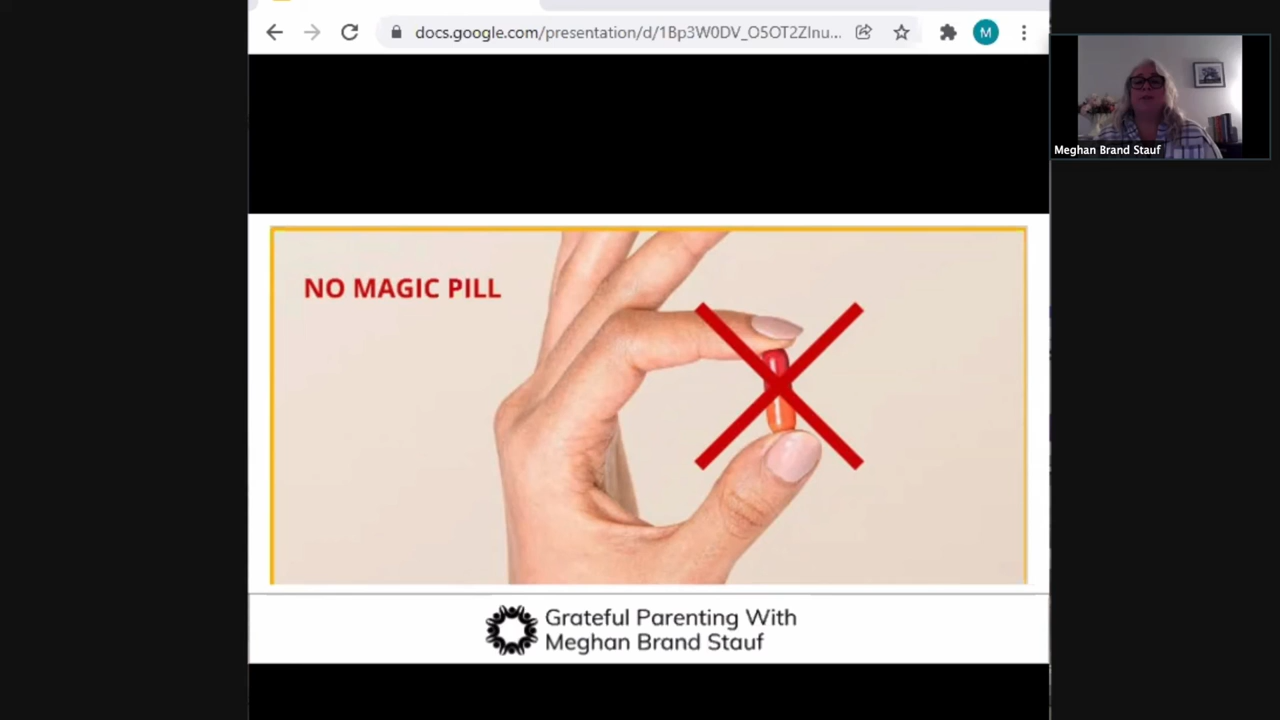 docs.google.com/presentation/d/1Bp3W0DV_O5OT2ZInu...
M
Meghan Brand Stauf
NO MAGIC PILL
Grateful Parenting With
Meghan Brand Stauf